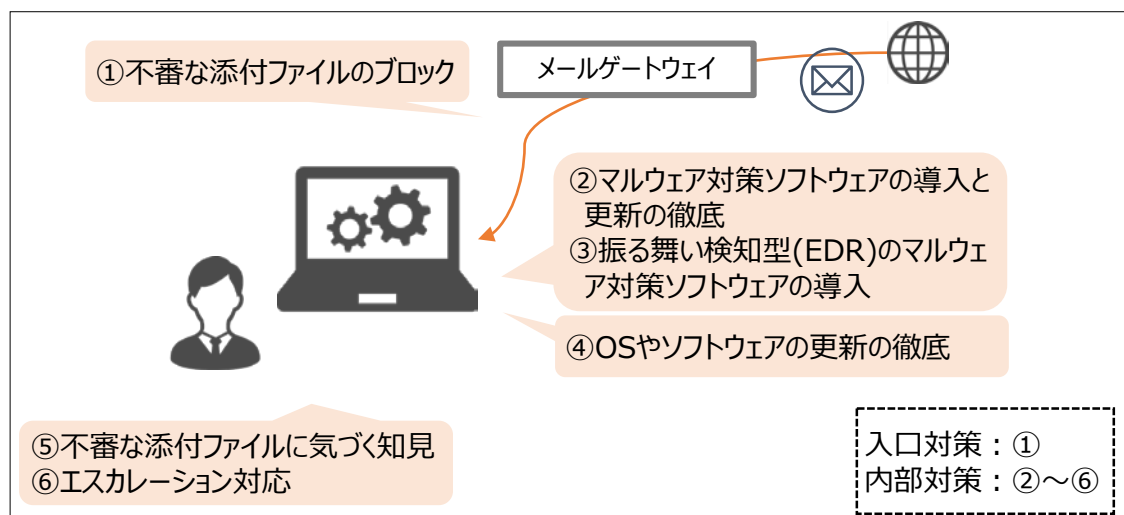 ①不審な添付ファイルのブロック
メールゲートウェイ
②マルウェア対策ソフトウェアの導入と
更新の徹底
③振る舞い検知型(EDR)のマルウェ
ア対策ソフトウェアの導入
④OSやソフトウェアの更新の徹底
⑤不審な添付ファイルに気づく知見
⑥エスカレーション対応
入口対策：①
内部対策：②～⑥